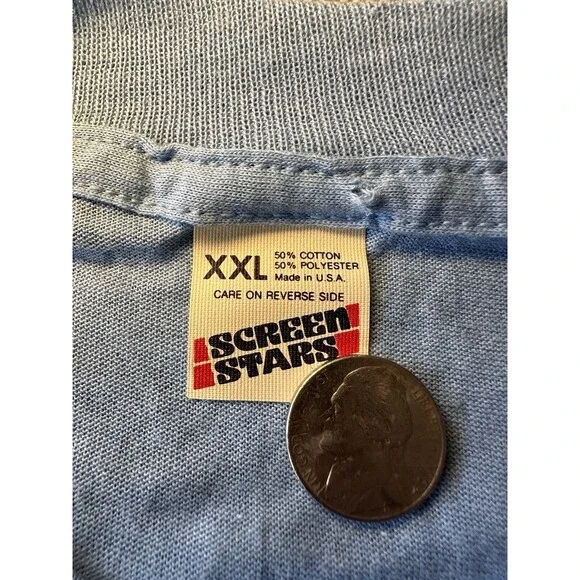 XXL
50% COTTON
50% POLYESTER
Made in U.S.A.
CARE ON REVERSE SIDE
SCREEN
STARS